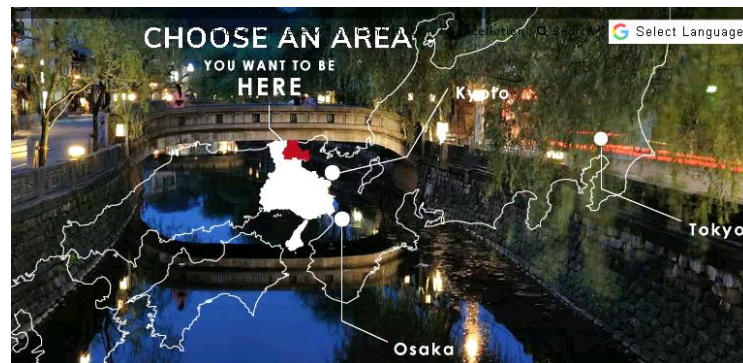 CHOOSE AN AREA
Select Language
YOU WANT TO BE
HERE
Kyoto
Tokyo
Osaka